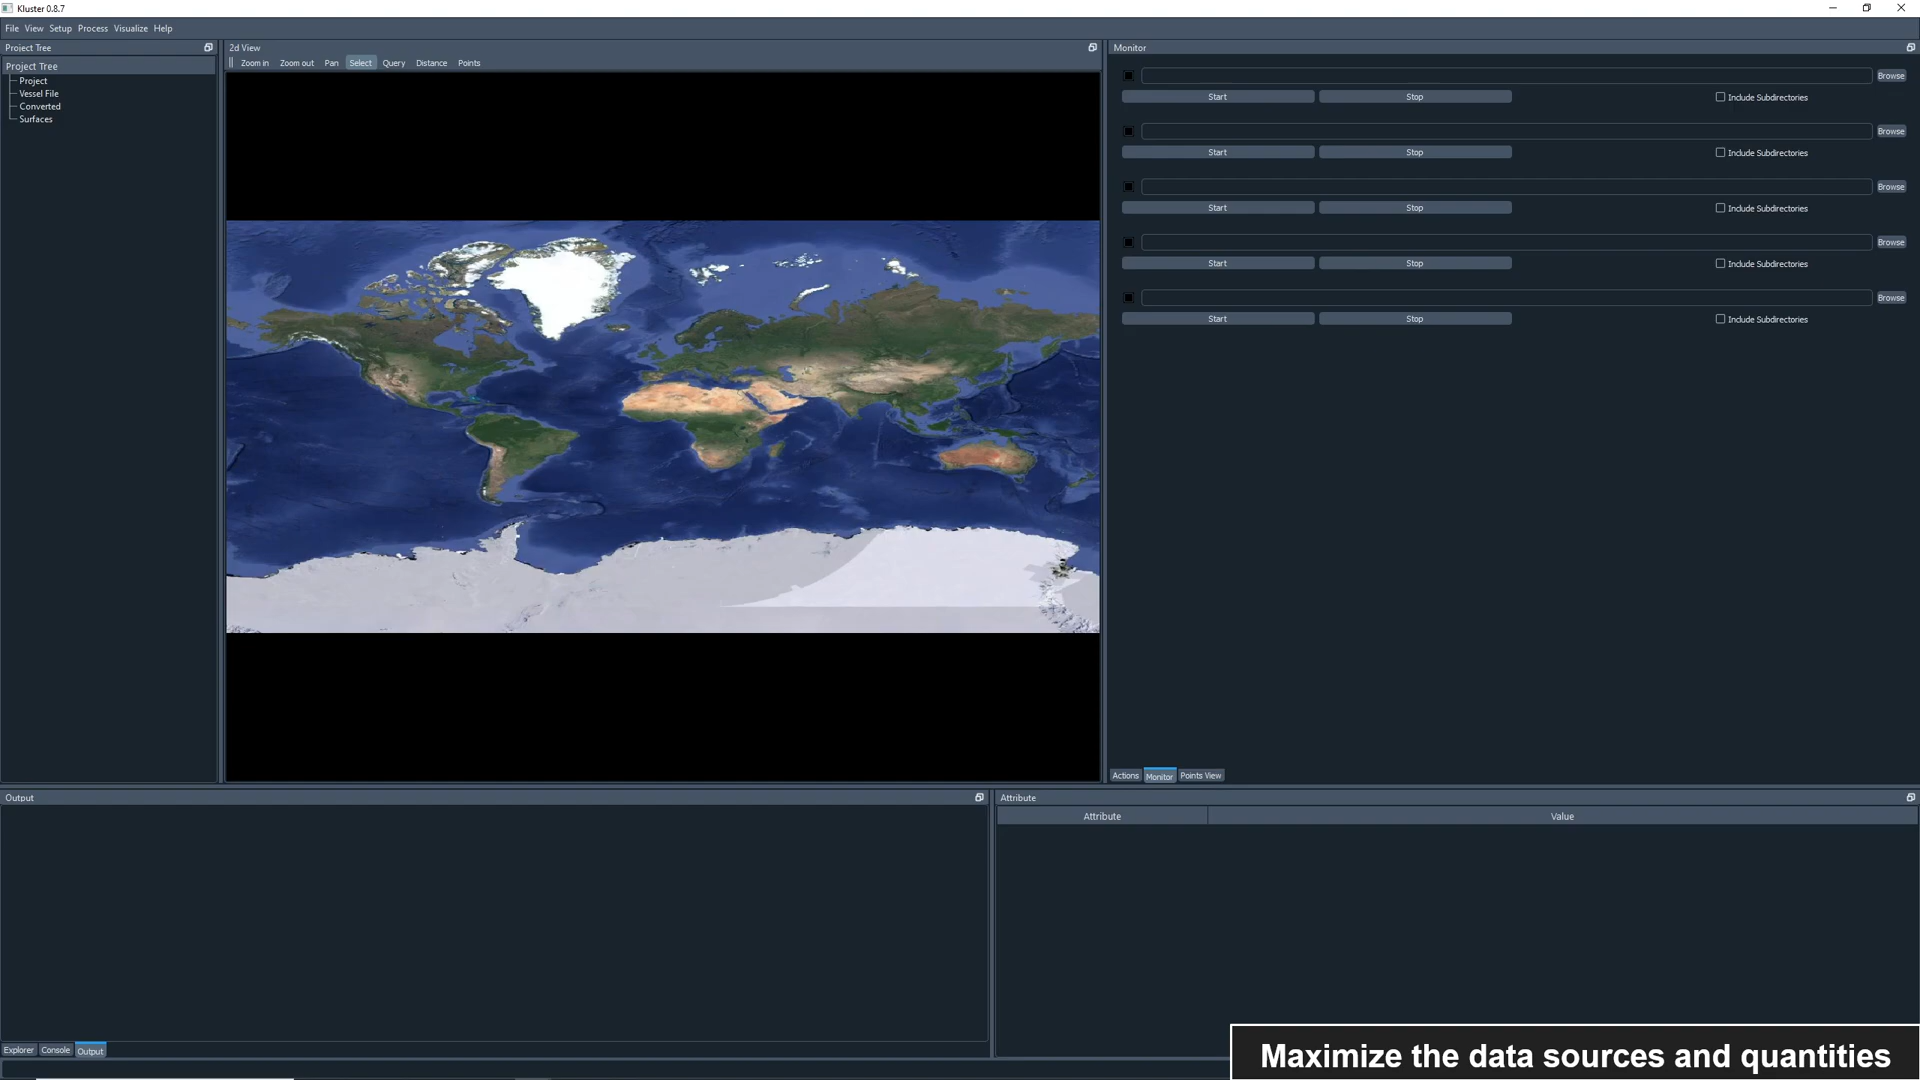 Kluster 0.8.7
File View Setup Process Visualize Help
Project Tree
Project Tree
Project
Vessel File
Converted
Surfaces
2d View
Zoom in Zoom out Pan Select Query Distance Points
Monitor
Browse
Start Stop Include Subdirectories
Browse
Start Stop Include Subdirectories
Browse
Start Stop Include Subdirectories
Browse
Start Stop Include Subdirectories
Browse
Start Stop Include Subdirectories
Actions Monitor Points View
Output
Explorer Console Output
Attribute
Attribute Value
Maximize the data sources and quantities